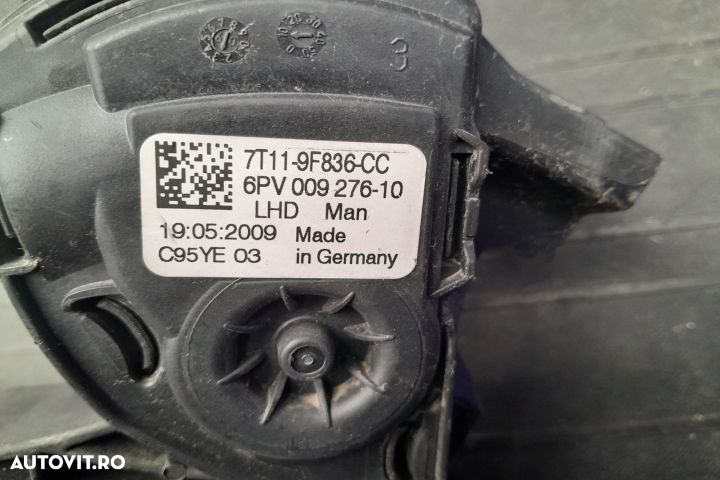 3
7T11-9F836-CC
6PV 009 276-10
LHD Man
19:05:2009 Made
C95YE 03 in Germany
AUTOVIT.RO